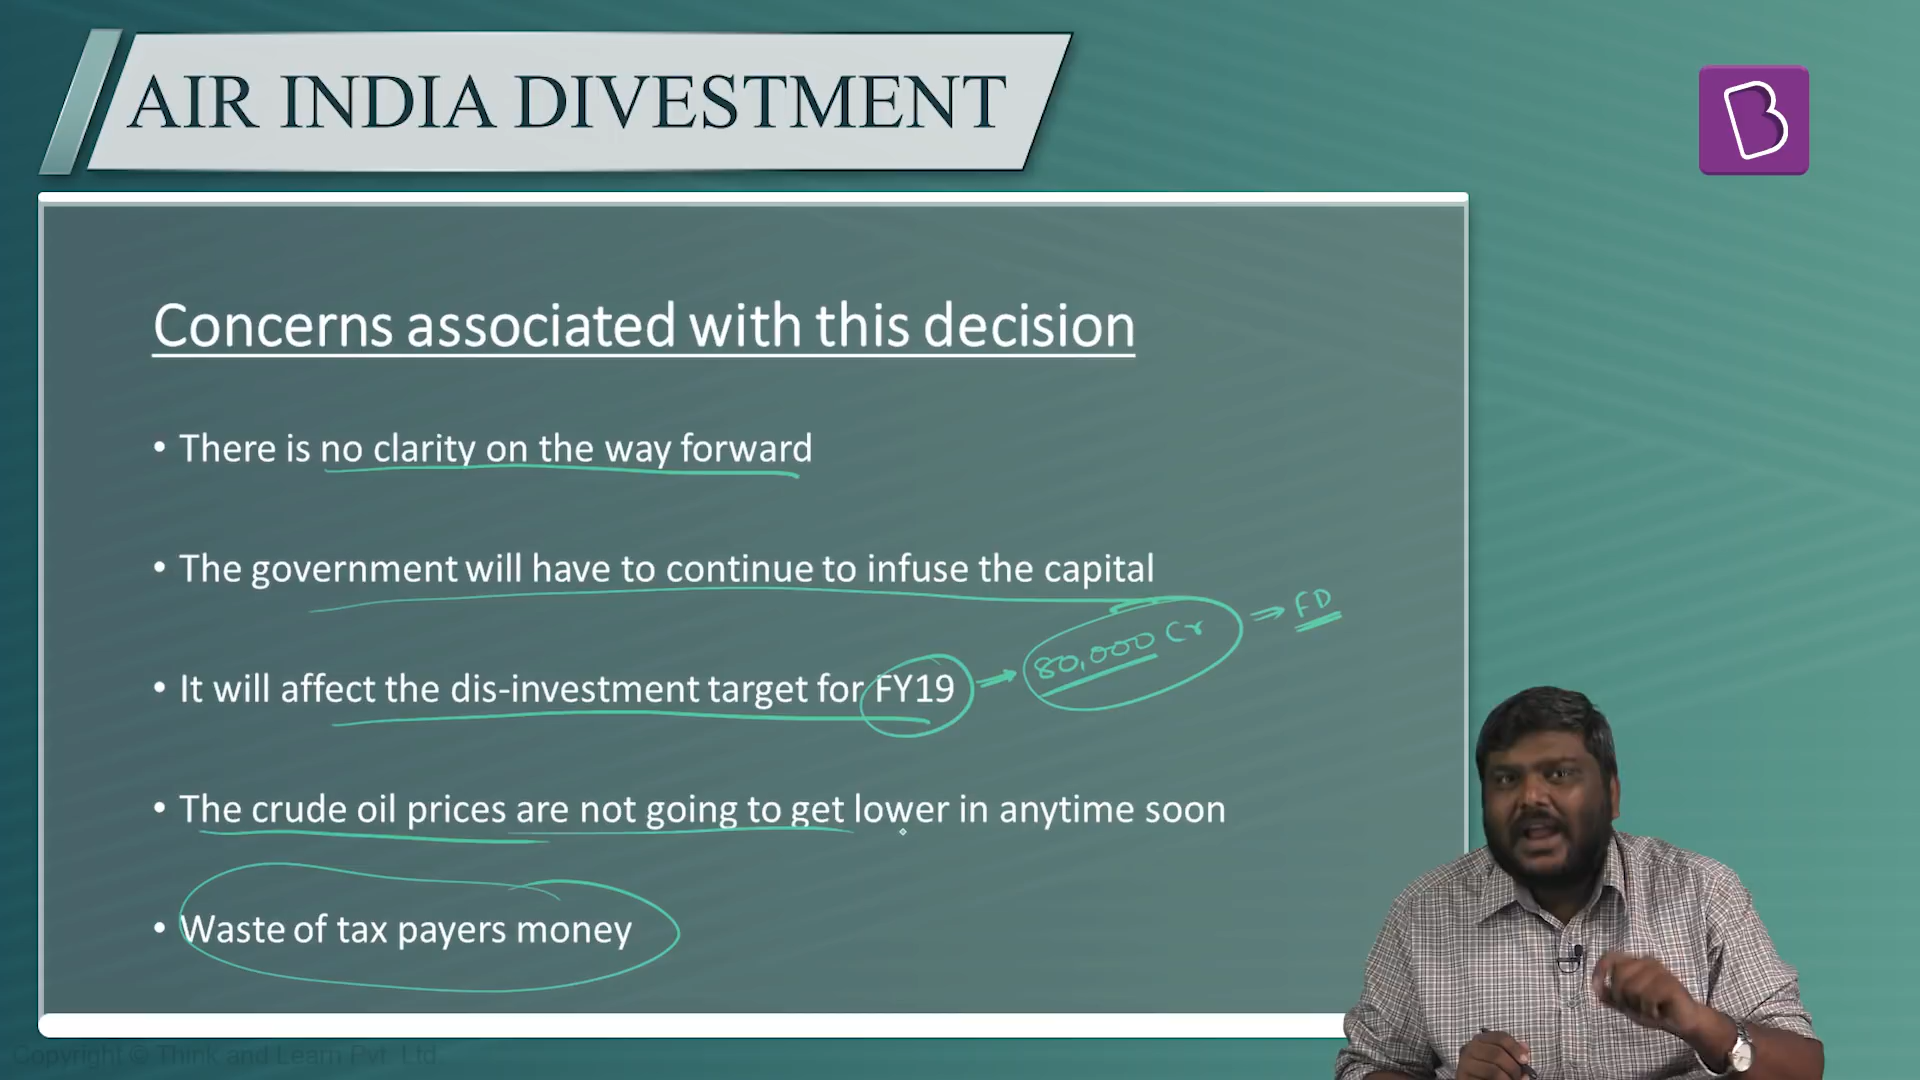 AIR INDIA DIVESTMENT
B
Concerns associated with this decision
• There is no clarity on the way forward
• The government will have to continue to infuse the capital
80,000 Cr ⇒ FD
• It will affect the dis-investment target for FY19
• The crude oil prices are not going to get lower in anytime soon
• Waste of tax payers money
Copyright © Think and Learn Pvt. Ltd.